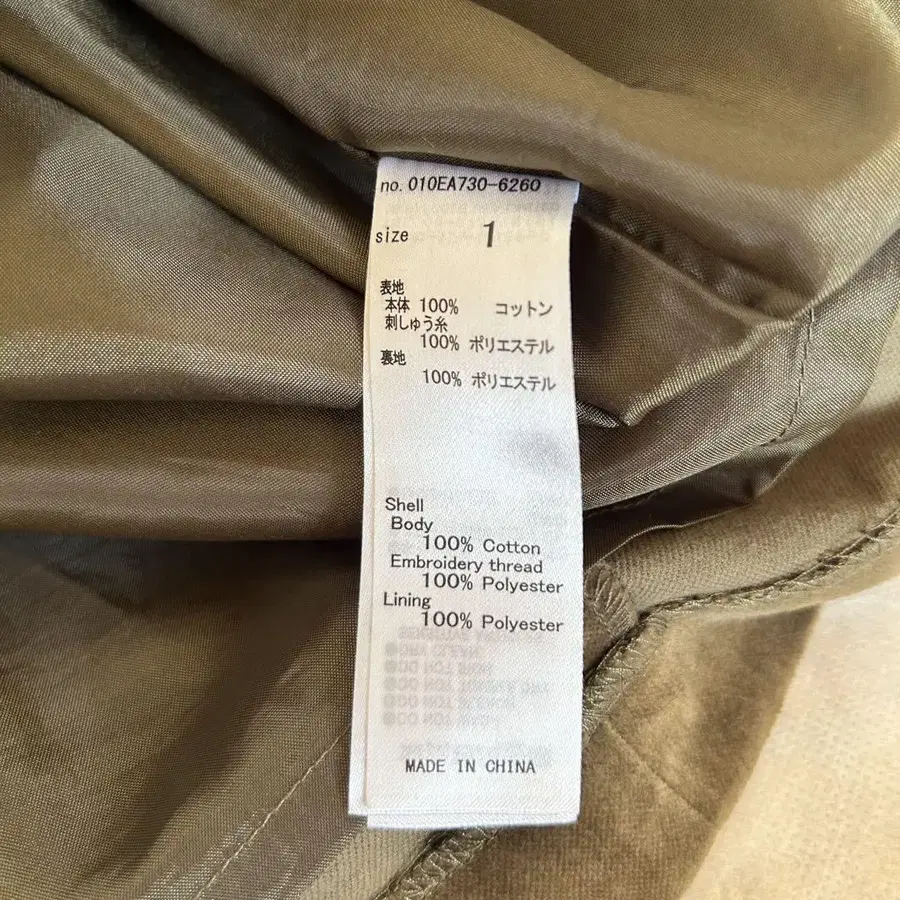 no. 010EA730-6260
size 1
表地
本体 100% コットン
刺しゅう糸
100% ポリエステル
裏地
100% ポリエステル
Shell
Body
100% Cotton
Embroidery thread
100% Polyester
Lining
100% Polyester
MADE IN CHINA